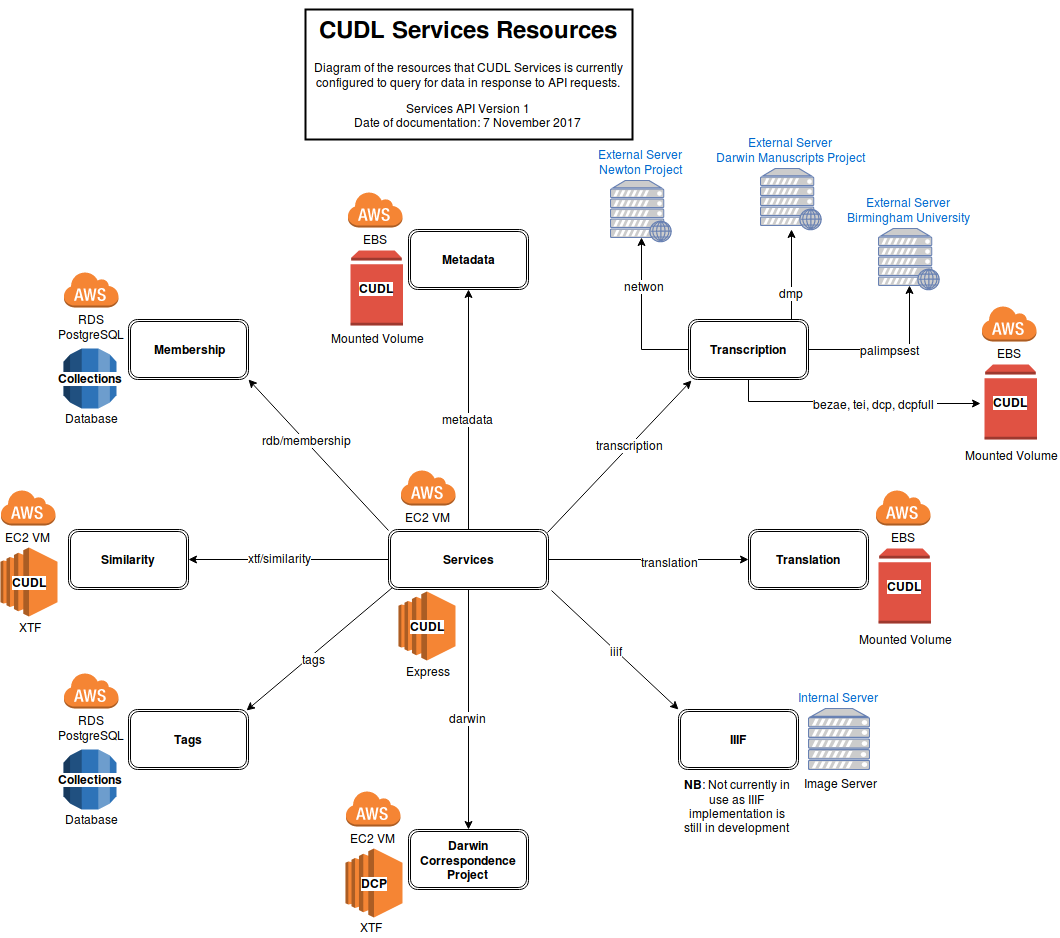 CUDL Services Resources
Diagram of the resources that CUDL Services is currently
configured to query for data in response to API requests.
Services API Version 1
Date of documentation: 7 November 2017
External Server
Newton Project
External Server
Darwin Manuscripts Project
External Server
Birmingham University
netwon
dmp
palimpsest
Transcription
bezae, tei, dcp, dcpfull
AWS
EBS
CUDL
Mounted Volume
AWS
EBS
CUDL
Mounted Volume
Metadata
AWS
RDS
PostgreSQL
Collections
Database
Membership
rdb/membership
metadata
transcription
AWS
EC2 VM
Services
CUDL
Express
AWS
EC2 VM
CUDL
XTF
Similarity
xtf/similarity
translation
Translation
AWS
EBS
CUDL
Mounted Volume
tags
AWS
RDS
PostgreSQL
Collections
Database
Tags
darwin
iiif
IIIF
Internal Server
Image Server
NB: Not currently in
use as IIIF
implementation is
still in development
AWS
EC2 VM
DCP
XTF
Darwin
Correspondence
Project